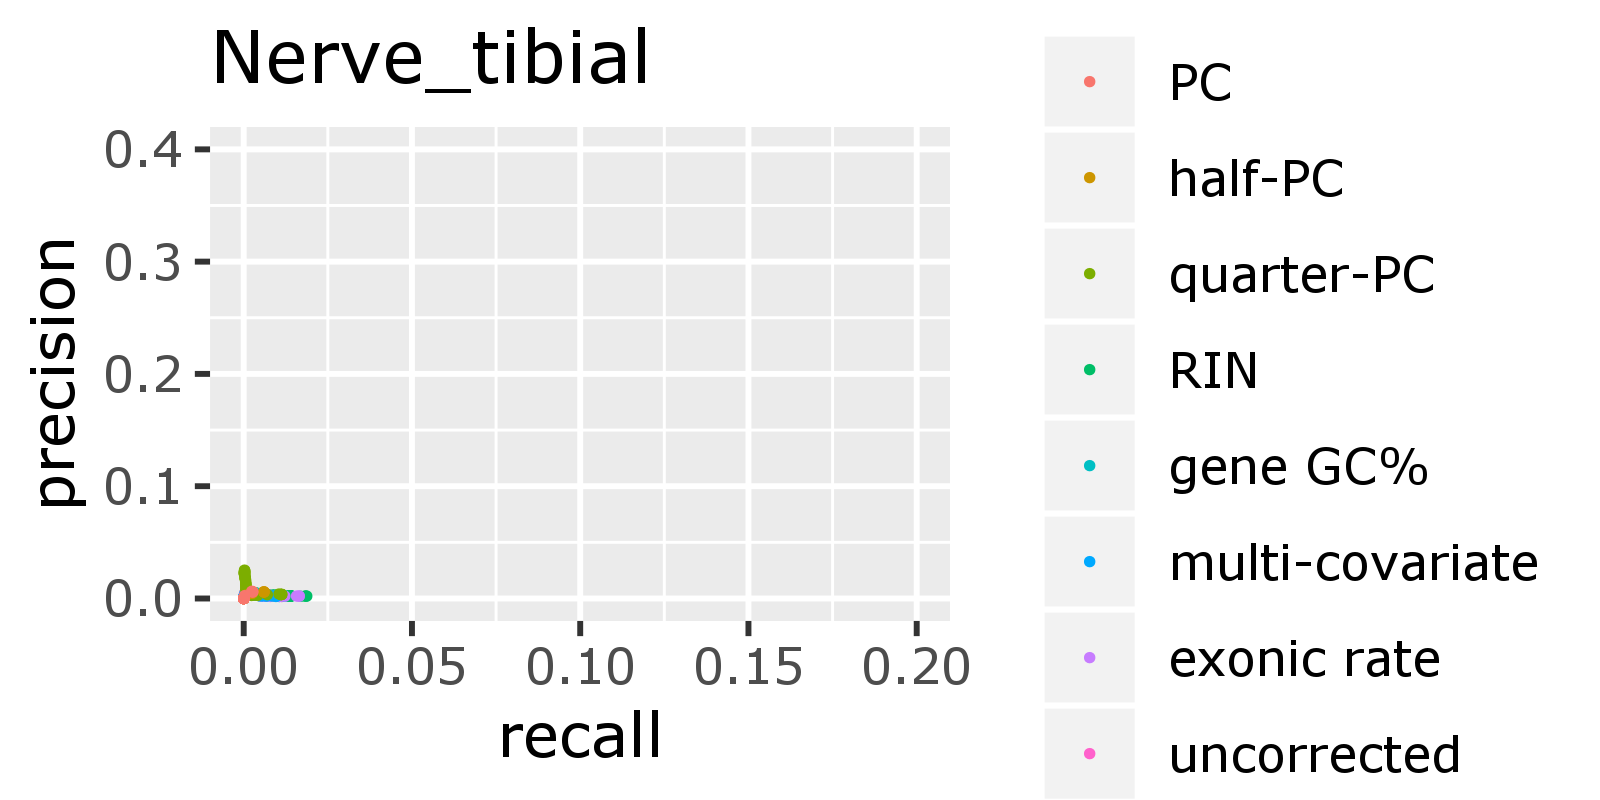 Nerve_tibial
precision
0.4
0.3
0.2
0.1
0.0
0.00 0.05 0.10 0.15 0.20
recall
PC
half-PC
quarter-PC
RIN
gene GC%
multi-covariate
exonic rate
uncorrected